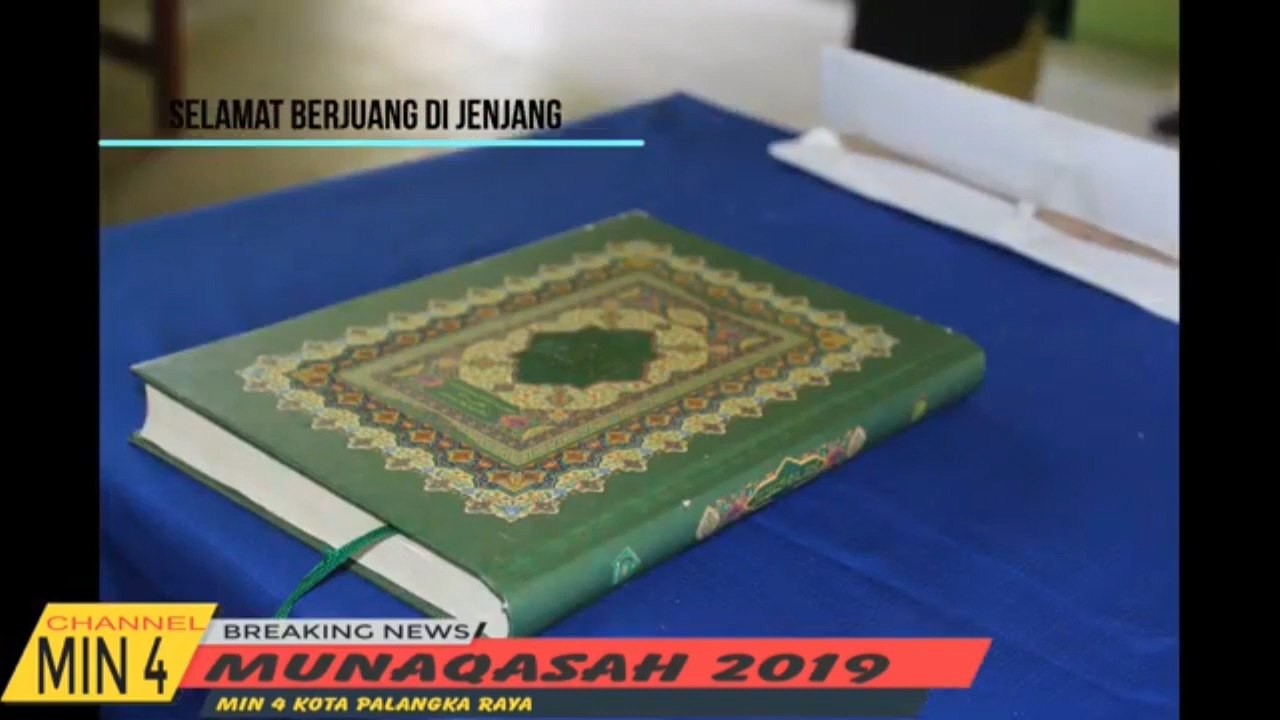 SELAMAT BERJUANG DI JENJANG
CHANNEL
MIN 4
BREAKING NEWS
MUNAQASAH 2019
MIN 4 KOTA PALANGKA RAYA